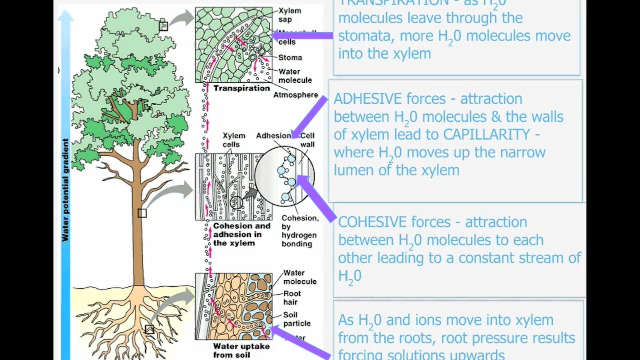 TRANSPIRATION - as H20
molecules leave through the
stomata, more H20 molecules move
into the xylem
Xylem
sap
Mesophyll
cells
Stoma
Water
molecule
Transpiration
Atmosphere
ADHESIVE forces - attraction
between H20 molecules & the walls
of xylem lead to CAPILLARITY -
where H20 moves up the narrow
lumen of the xylem
Xylem
cells
Adhesion
Cell
wall
Cohesion and
adhesion in
the xylem
Cohesion,
by
hydrogen
bonding
COHESIVE forces - attraction
between H20 molecules to each
other leading to a constant stream of
H20
Water potential gradient
Water
molecule
Root
hair
Soil
particle
Water
Water uptake
from soil
As H20 and ions move into xylem
from the roots, root pressure results
forcing solutions upwards